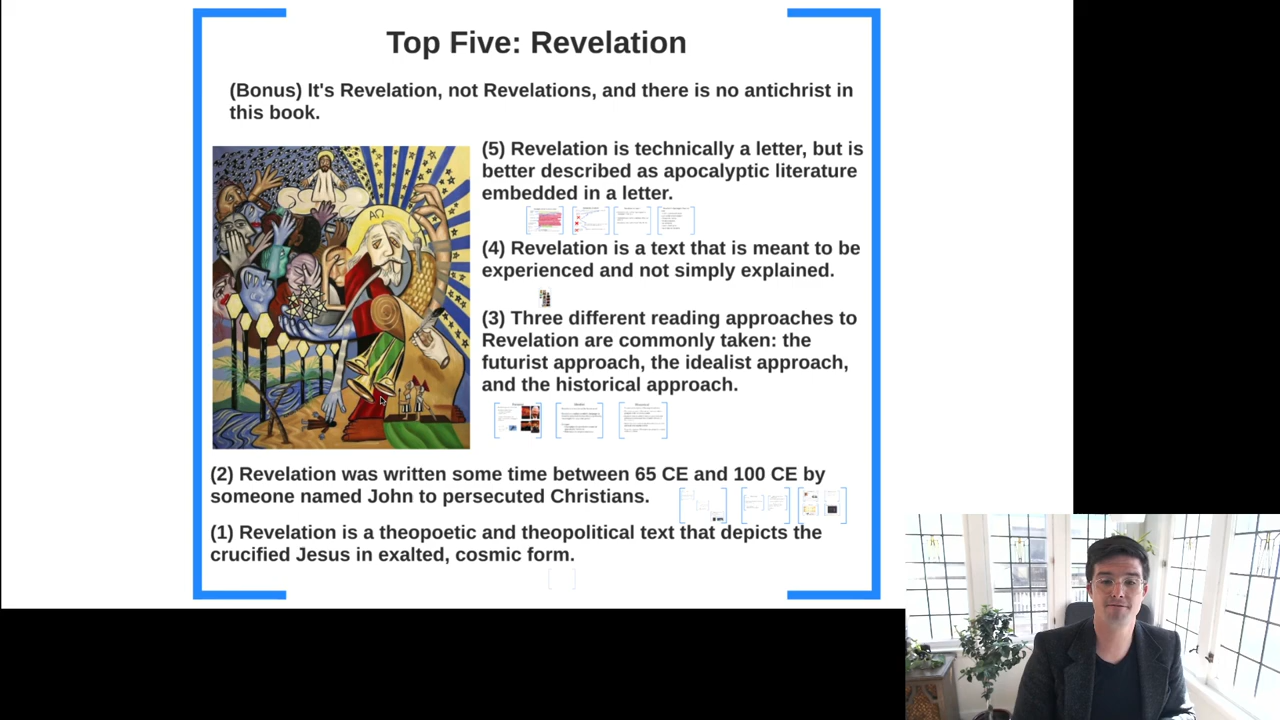 Top Five: Revelation
(Bonus) It's Revelation, not Revelations, and there is no antichrist in
this book.
(5) Revelation is technically a letter, but is
better described as apocalyptic literature
embedded in a letter.
(4) Revelation is a text that is meant to be
experienced and not simply explained.
(3) Three different reading approaches to
Revelation are commonly taken: the
futurist approach, the idealist approach,
and the historical approach.
(2) Revelation was written some time between 65 CE and 100 CE by
someone named John to persecuted Christians.
(1) Revelation is a theopoetic and theopolitical text that depicts the
crucified Jesus in exalted, cosmic form.
ΑΩ